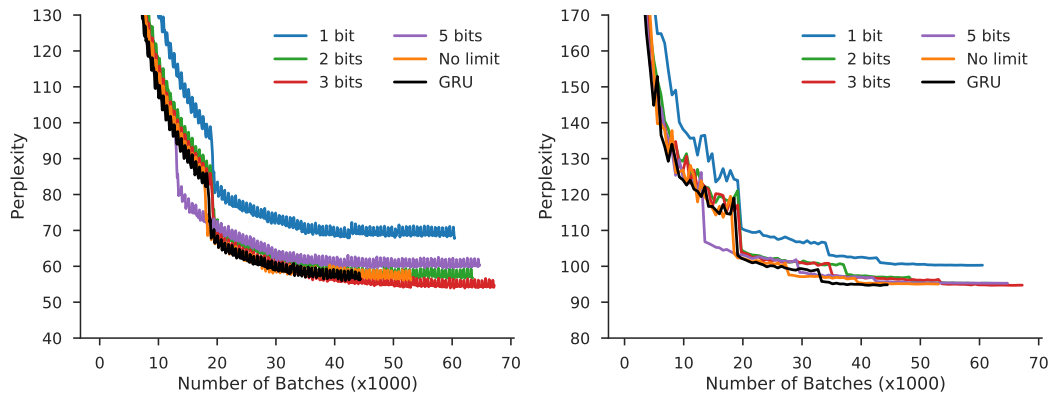 130
120
110
100
90
80
70
60
50
40
Perplexity
1 bit
2 bits
3 bits
5 bits
No limit
GRU
0
10
20
30
40
50
60
70
Number of Batches (x1000)
170
160
150
140
130
120
110
100
90
80
Perplexity
1 bit
2 bits
3 bits
5 bits
No limit
GRU
0
10
20
30
40
50
60
70
Number of Batches (x1000)